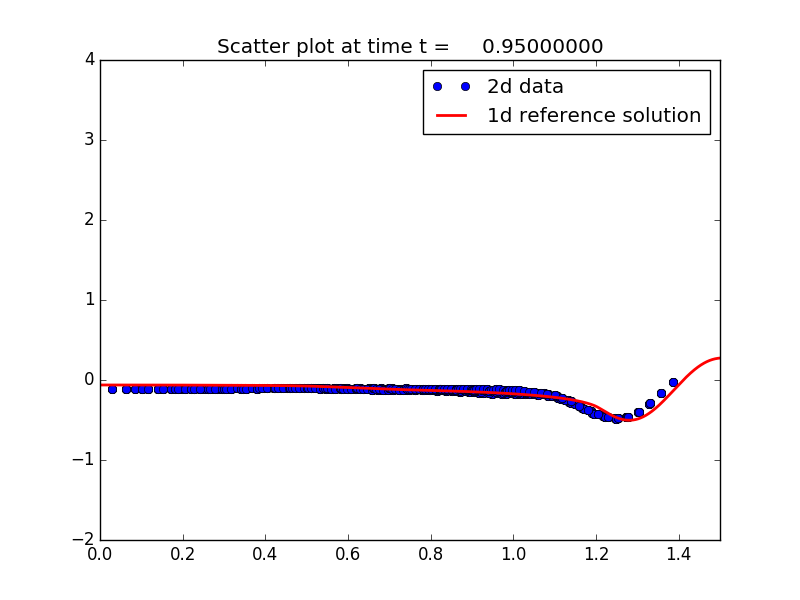 Scatter plot at time t = 0.95000000
2d data
1d reference solution
4
3
2
1
0
−1
−2
0.0 0.2 0.4 0.6 0.8 1.0 1.2 1.4